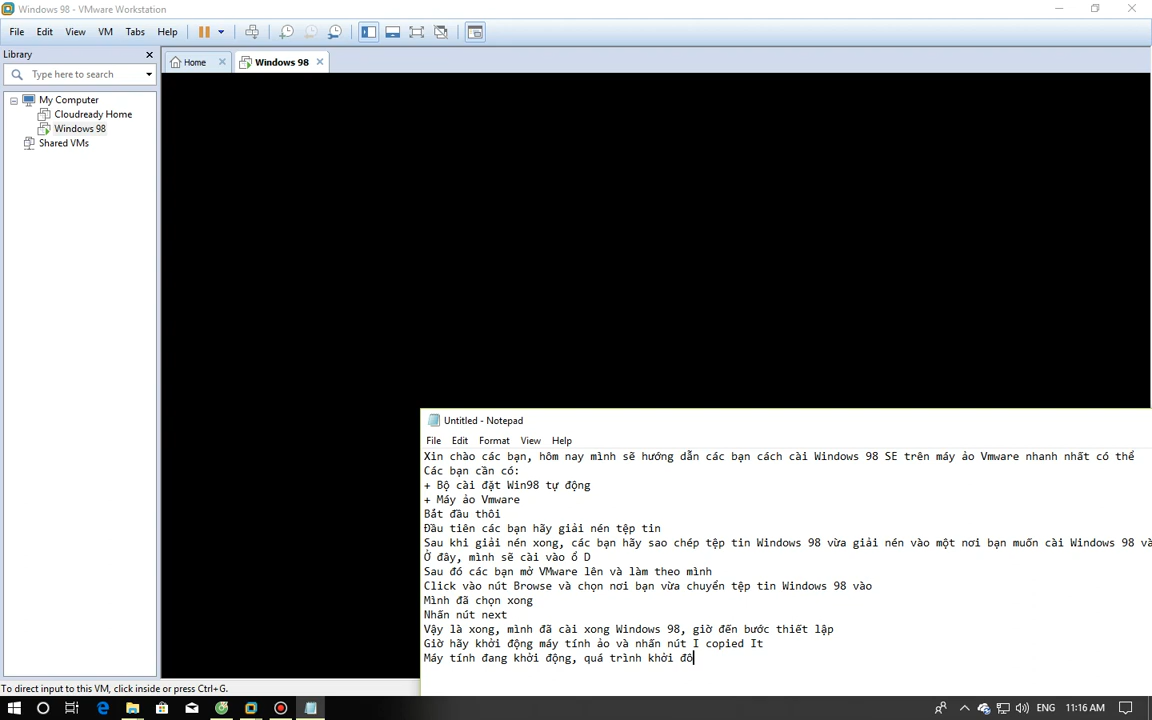 Windows 98 - VMware Workstation
File Edit View VM Tabs Help
Library
Type here to search
Home
Windows 98
My Computer
Cloudready Home
Windows 98
Shared VMs
Untitled - Notepad
File Edit Format View Help
Xin chào các bạn, hôm nay mình sẽ hướng dẫn các bạn cách cài Windows 98 SE trên máy ảo Vmware nhanh nhất có thể
Các bạn cần có:
+ Bộ cài đặt Win98 tự động
+ Máy ảo Vmware
Bắt đầu thôi
Đầu tiên các bạn hãy giải nén tệp tin
Sau khi giải nén xong, các bạn hãy sao chép tệp tin Windows 98 vừa giải nén vào một nơi bạn muốn cài Windows 98 và
Ở đây, mình sẽ cài vào ổ D
Sau đó các bạn mở VMware lên và làm theo mình
Click vào nút Browse và chọn nơi bạn vừa chuyển tệp tin Windows 98 vào
Mình đã chọn xong
Nhấn nút next
Vậy là xong, mình đã cài xong Windows 98, giờ đến bước thiết lập
Giờ hãy khởi động máy tính ảo và nhấn nút I copied It
Máy tính đang khởi động, quá trình khởi đô
To direct input to this VM, click inside or press Ctrl+G.
ENG 11:16 AM